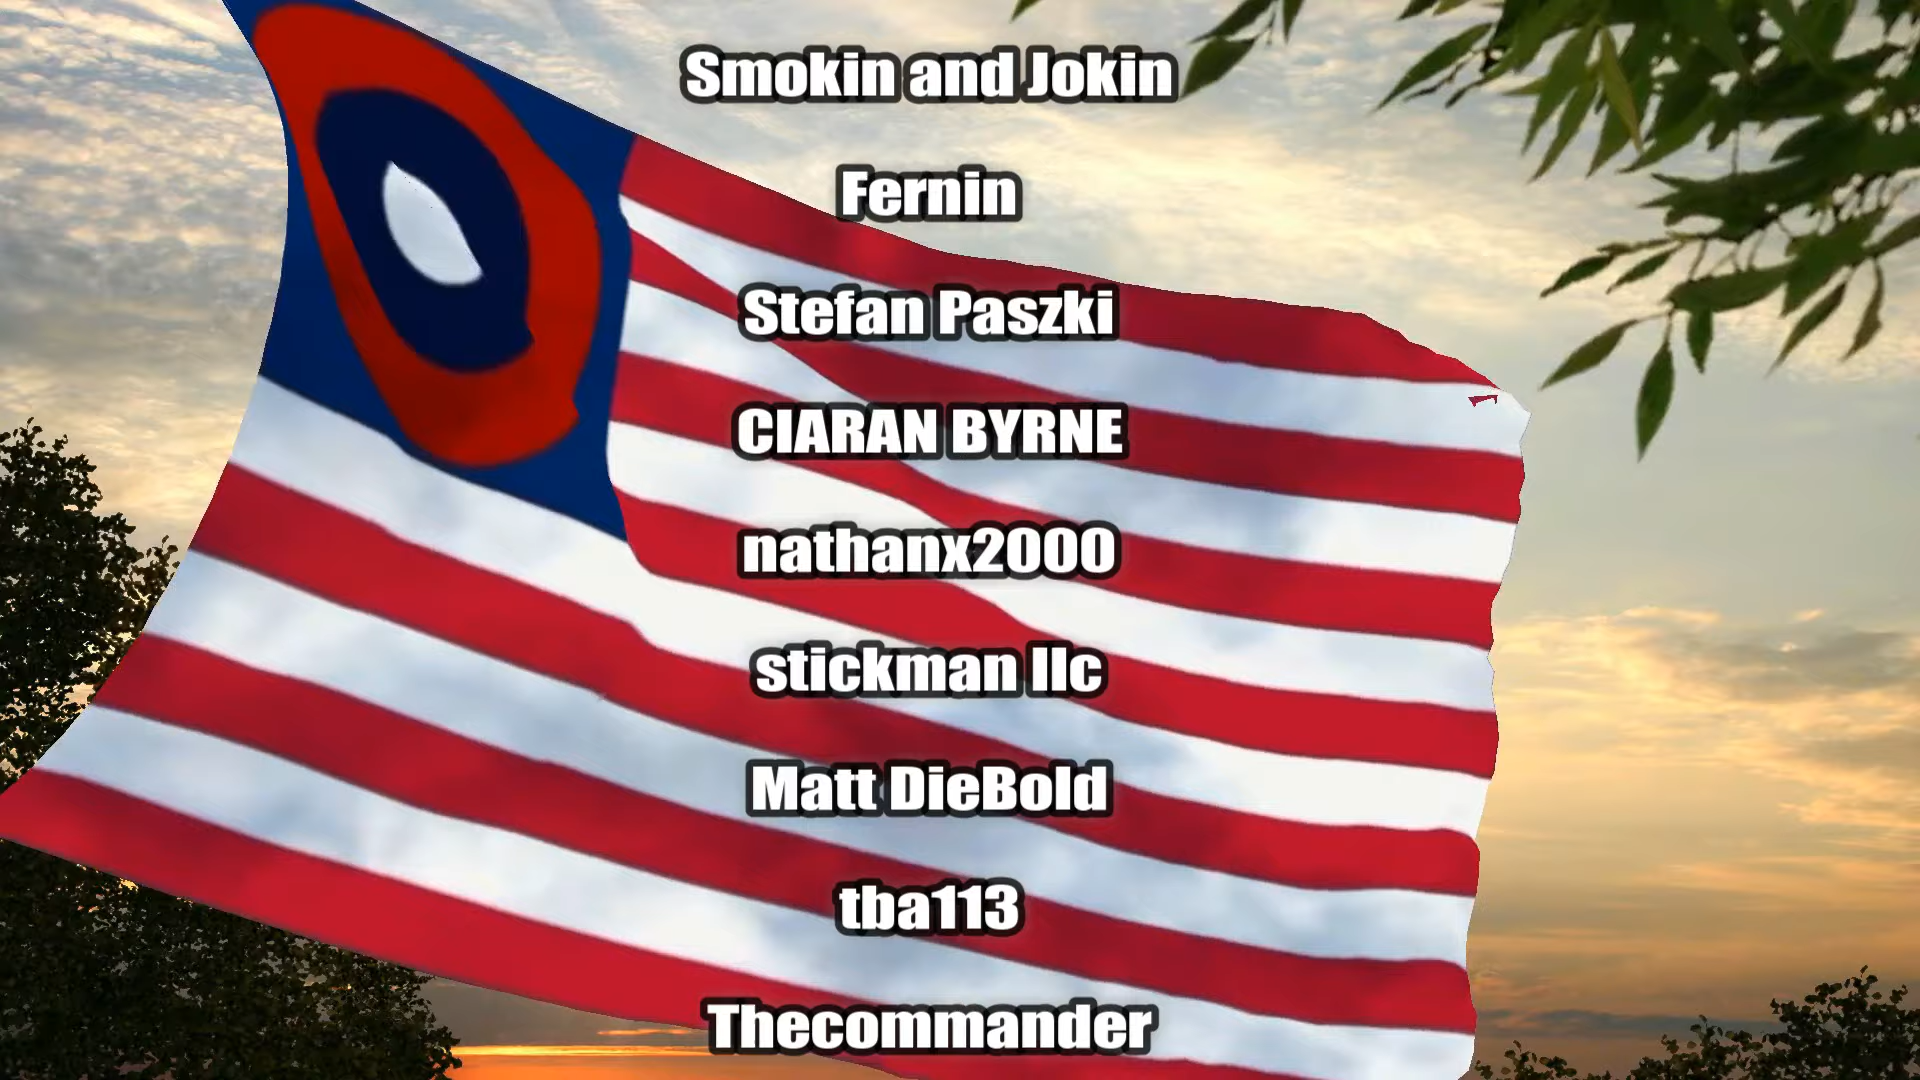 Smokin and Jokin
Fernin
Stefan Paszki
CIARAN BYRNE
nathanx2000
stickman llc
Matt DieBold
tba113
Thecommander